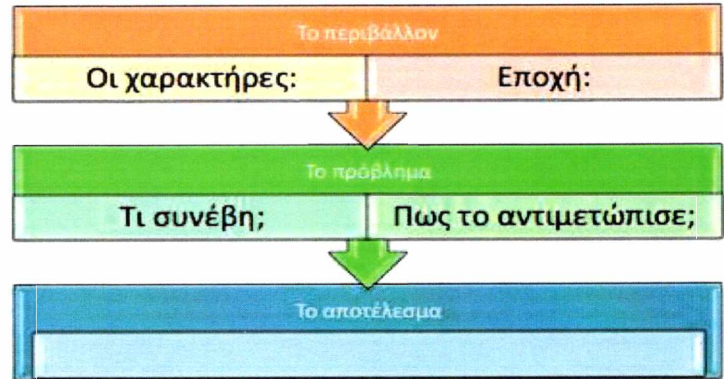 Το περιβάλλον
Οι χαρακτήρες: Εποχή:
Το πρόβλημα
Τι συνέβη; Πως το αντιμετώπισε;
Το αποτέλεσμα